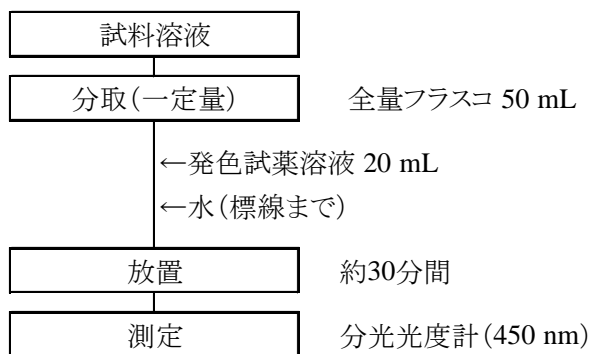 試料溶液
分取(一定量) 全量フラスコ 50 mL
←発色試薬溶液 20 mL
←水(標線まで)
放置 約30分間
測定 分光光度計(450 nm)